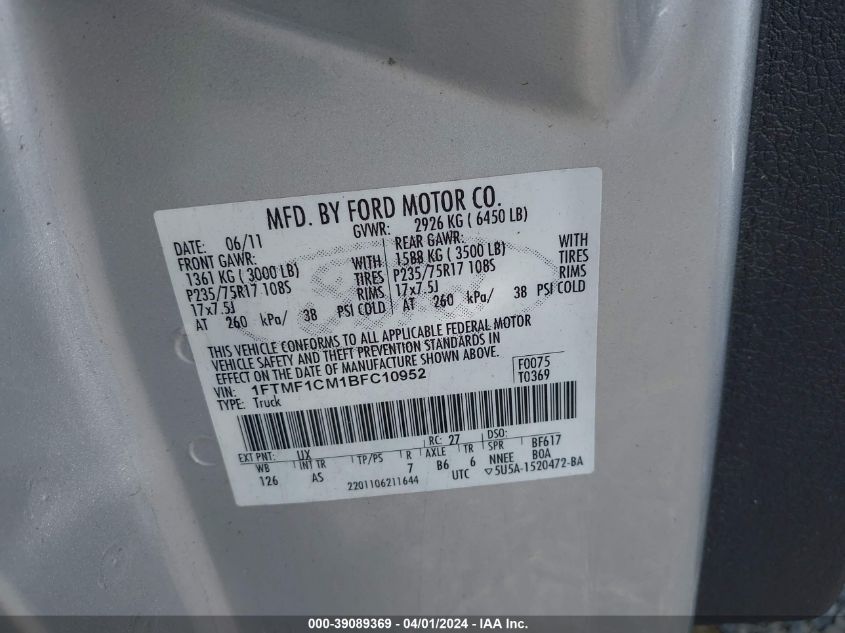 MFD. BY FORD MOTOR CO.
DATE: 06/11 GVWR: 2926 KG ( 6450 LB)
FRONT GAWR: REAR GAWR:
1361 KG ( 3000 LB) WITH 1588 KG ( 3500 LB) WITH
P235/75R17 108S TIRES P235/75R17 108S TIRES
17x7.5J RIMS 17x7.5J RIMS
AT 260 kPa/ 38 PSI COLD AT 260 kPa/ 38 PSI COLD
THIS VEHICLE CONFORMS TO ALL APPLICABLE FEDERAL MOTOR
VEHICLE SAFETY AND THEFT PREVENTION STANDARDS IN
EFFECT ON THE DATE OF MANUFACTURE SHOWN ABOVE.
VIN: 1FTMF1CM1BFC10952 F0075
TYPE: Truck T0369
EXT PNT: UX RC: 27 DSO:
WB INT TR TP/PS R AXLE TR SPR BF617
126 AS 7 B6 6 NNEE BOA
2201106211644 UTC ▽5U5A-1520472-BA
000-39089369 - 04/01/2024 - IAA Inc.